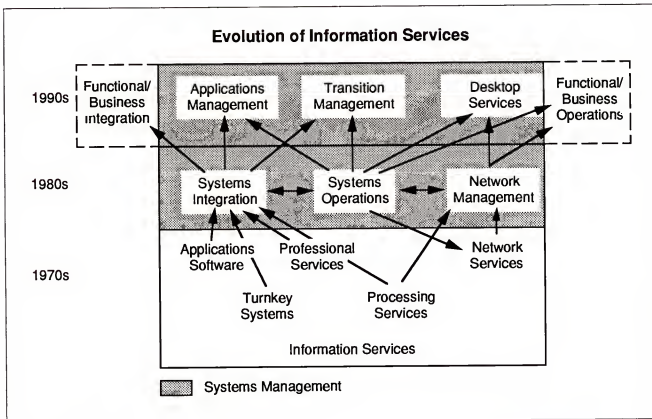 Evolution of Information Services
1990s
Functional/
Business
Integration
Applications
Management
Transition
Management
Desktop
Services
Functional/
Business
Operations
1980s
Systems
Integration
Systems
Operations
Network
Management
1970s
Applications
Software
Professional
Services
Network
Services
Turnkey
Systems
Processing
Services
Information Services
Systems Management